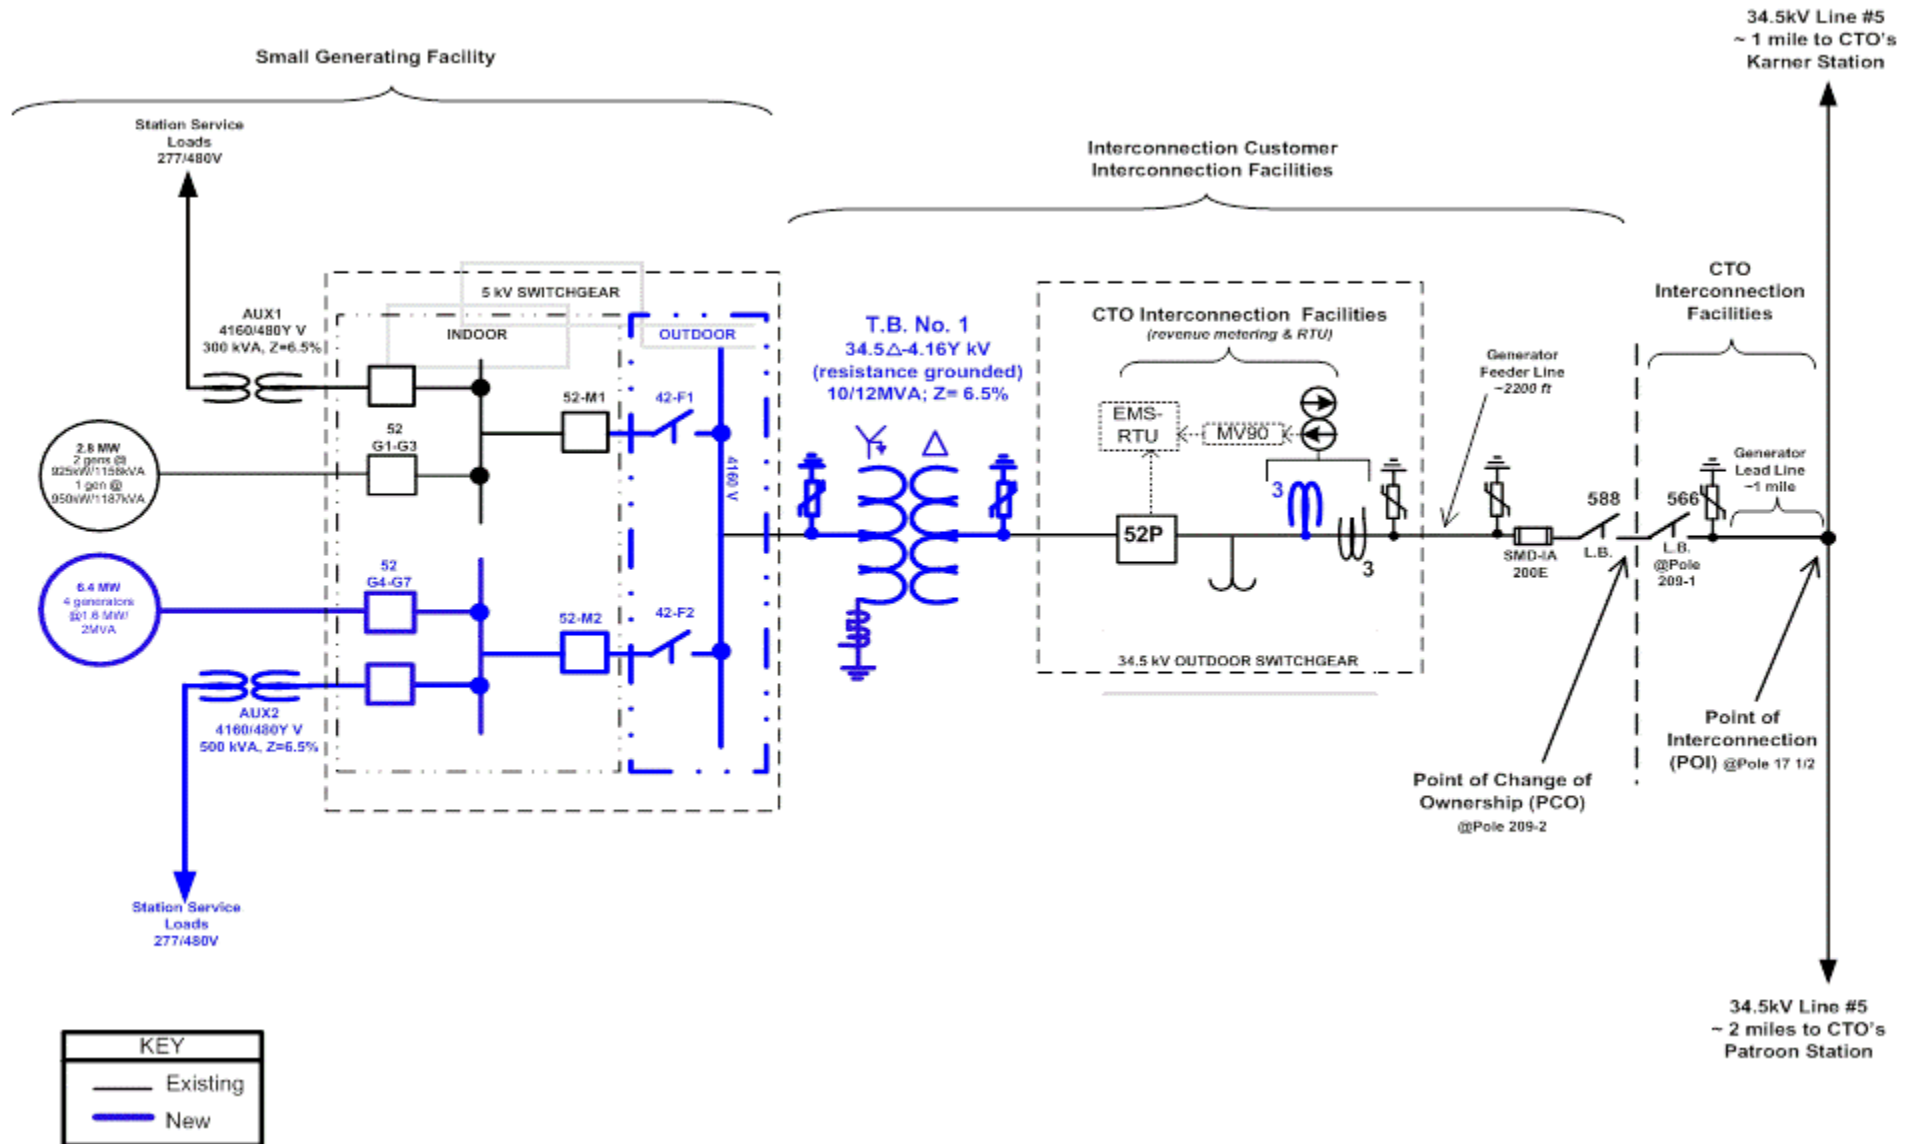 34.5kV Line #5
~ 1 mile to CTO's
Karner Station
Small Generating Facility
Station Service
Loads
277/480V
Interconnection Customer
Interconnection Facilities
CTO
Interconnection
Facilities
5 kV SWITCHGEAR
INDOOR
OUTDOOR
AUX1
4160/480Y V
300 kVA, Z=6.5%
T.B. No. 1
34.5Δ-4.16Y kV
(resistance grounded)
10/12MVA; Z= 6.5%
CTO Interconnection Facilities
(revenue metering & RTU)
Generator
Feeder Line
~2200 ft
52-M1
42-F1
EMS-
RTU
MV90
52
G1-G3
2.8 MW
2 gens @
925kW/1156kVA
1 gen @
950kW/1187kVA
4160 V
Generator
Lead Line
~1 mile
3
588
566
52P
3
SMD-IA
200E
L.B.
L.B.
@Pole
209-1
52
G4-G7
6.4 MW
4 generators
@1.6 MW/
2MVA
52-M2
42-F2
34.5 kV OUTDOOR SWITCHGEAR
AUX2
4160/480Y V
500 kVA, Z=6.5%
Point of
Interconnection
(POI) @Pole 17 1/2
Point of Change of
Ownership (PCO)
@Pole 209-2
Station Service
Loads
277/480V
34.5kV Line #5
~ 2 miles to CTO's
Patroon Station
KEY
Existing
New